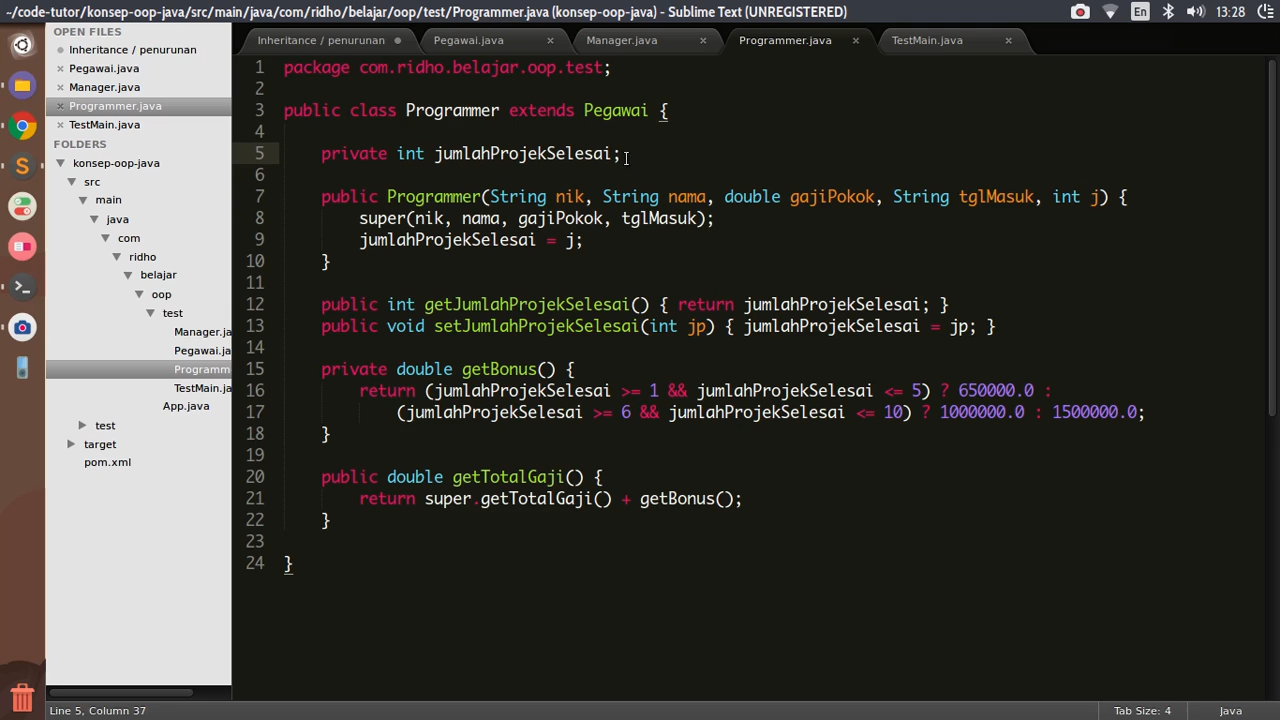 ~/code-tutor/konsep-oop-java/src/main/java/com/ridho/belajar/oop/test/Programmer.java (konsep-oop-java) - Sublime Text (UNREGISTERED)
En
13:28
OPEN FILES
Inheritance / penurunan
Pegawai.java
Manager.java
Programmer.java
TestMain.java
FOLDERS
konsep-oop-java
src
main
java
com
ridho
belajar
oop
test
Manager.ja
Pegawai.ja
Programm
TestMain.ja
App.java
test
target
pom.xml
Inheritance / penurunan
Pegawai.java
Manager.java
Programmer.java
TestMain.java
1 package com.ridho.belajar.oop.test;
2
3 public class Programmer extends Pegawai {
4
5 private int jumlahProjekSelesai;
6
7 public Programmer(String nik, String nama, double gajiPokok, String tglMasuk, int j) {
8 super(nik, nama, gajiPokok, tglMasuk);
9 jumlahProjekSelesai = j;
10 }
11
12 public int getJumlahProjekSelesai() { return jumlahProjekSelesai; }
13 public void setJumlahProjekSelesai(int jp) { jumlahProjekSelesai = jp; }
14
15 private double getBonus() {
16 return (jumlahProjekSelesai >= 1 && jumlahProjekSelesai <= 5) ? 650000.0 :
17 (jumlahProjekSelesai >= 6 && jumlahProjekSelesai <= 10) ? 1000000.0 : 1500000.0;
18 }
19
20 public double getTotalGaji() {
21 return super.getTotalGaji() + getBonus();
22 }
23
24 }
Line 5, Column 37
Tab Size: 4
Java